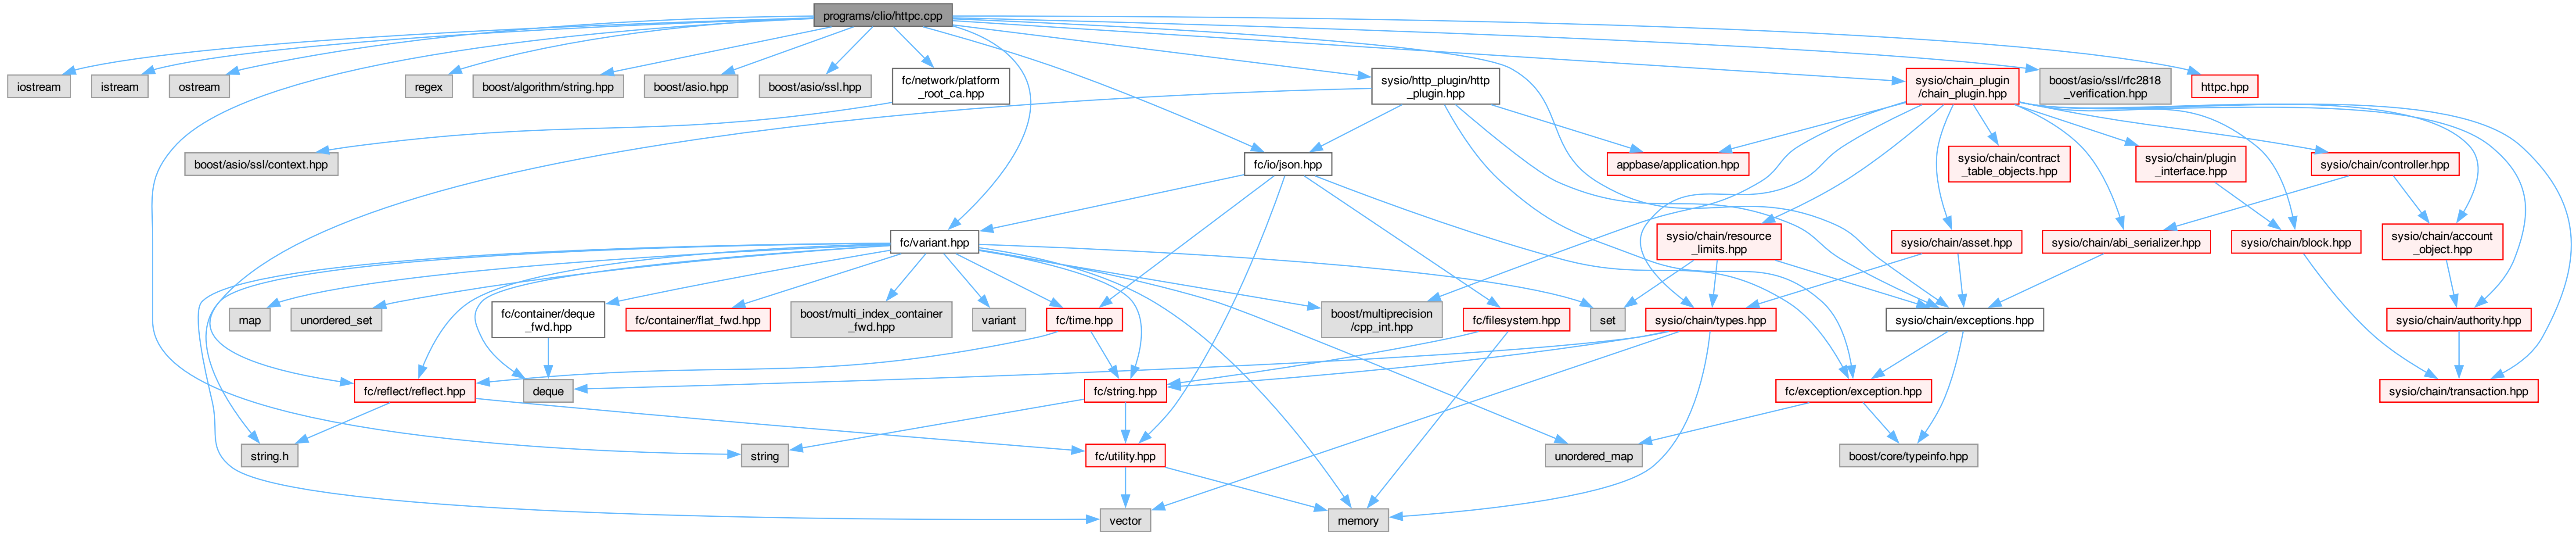 programs/clio/httpc.cpp
iostream
istream
ostream
regex
boost/algorithm/string.hpp
boost/asio.hpp
boost/asio/ssl.hpp
fc/network/platform
_root_ca.hpp
sysio/http_plugin/http
_plugin.hpp
sysio/chain_plugin
/chain_plugin.hpp
boost/asio/ssl/rfc2818
_verification.hpp
httpc.hpp
boost/asio/ssl/context.hpp
fc/io/json.hpp
appbase/application.hpp
sysio/chain/contract
_table_objects.hpp
sysio/chain/plugin
_interface.hpp
sysio/chain/controller.hpp
fc/variant.hpp
sysio/chain/resource
_limits.hpp
sysio/chain/asset.hpp
sysio/chain/abi_serializer.hpp
sysio/chain/block.hpp
sysio/chain/account
_object.hpp
map
unordered_set
fc/container/deque
_fwd.hpp
fc/container/flat_fwd.hpp
boost/multi_index_container
_fwd.hpp
variant
fc/time.hpp
boost/multiprecision
/cpp_int.hpp
fc/filesystem.hpp
set
sysio/chain/types.hpp
sysio/chain/exceptions.hpp
sysio/chain/authority.hpp
fc/reflect/reflect.hpp
deque
fc/string.hpp
fc/exception/exception.hpp
sysio/chain/transaction.hpp
string.h
string
fc/utility.hpp
unordered_map
boost/core/typeinfo.hpp
vector
memory